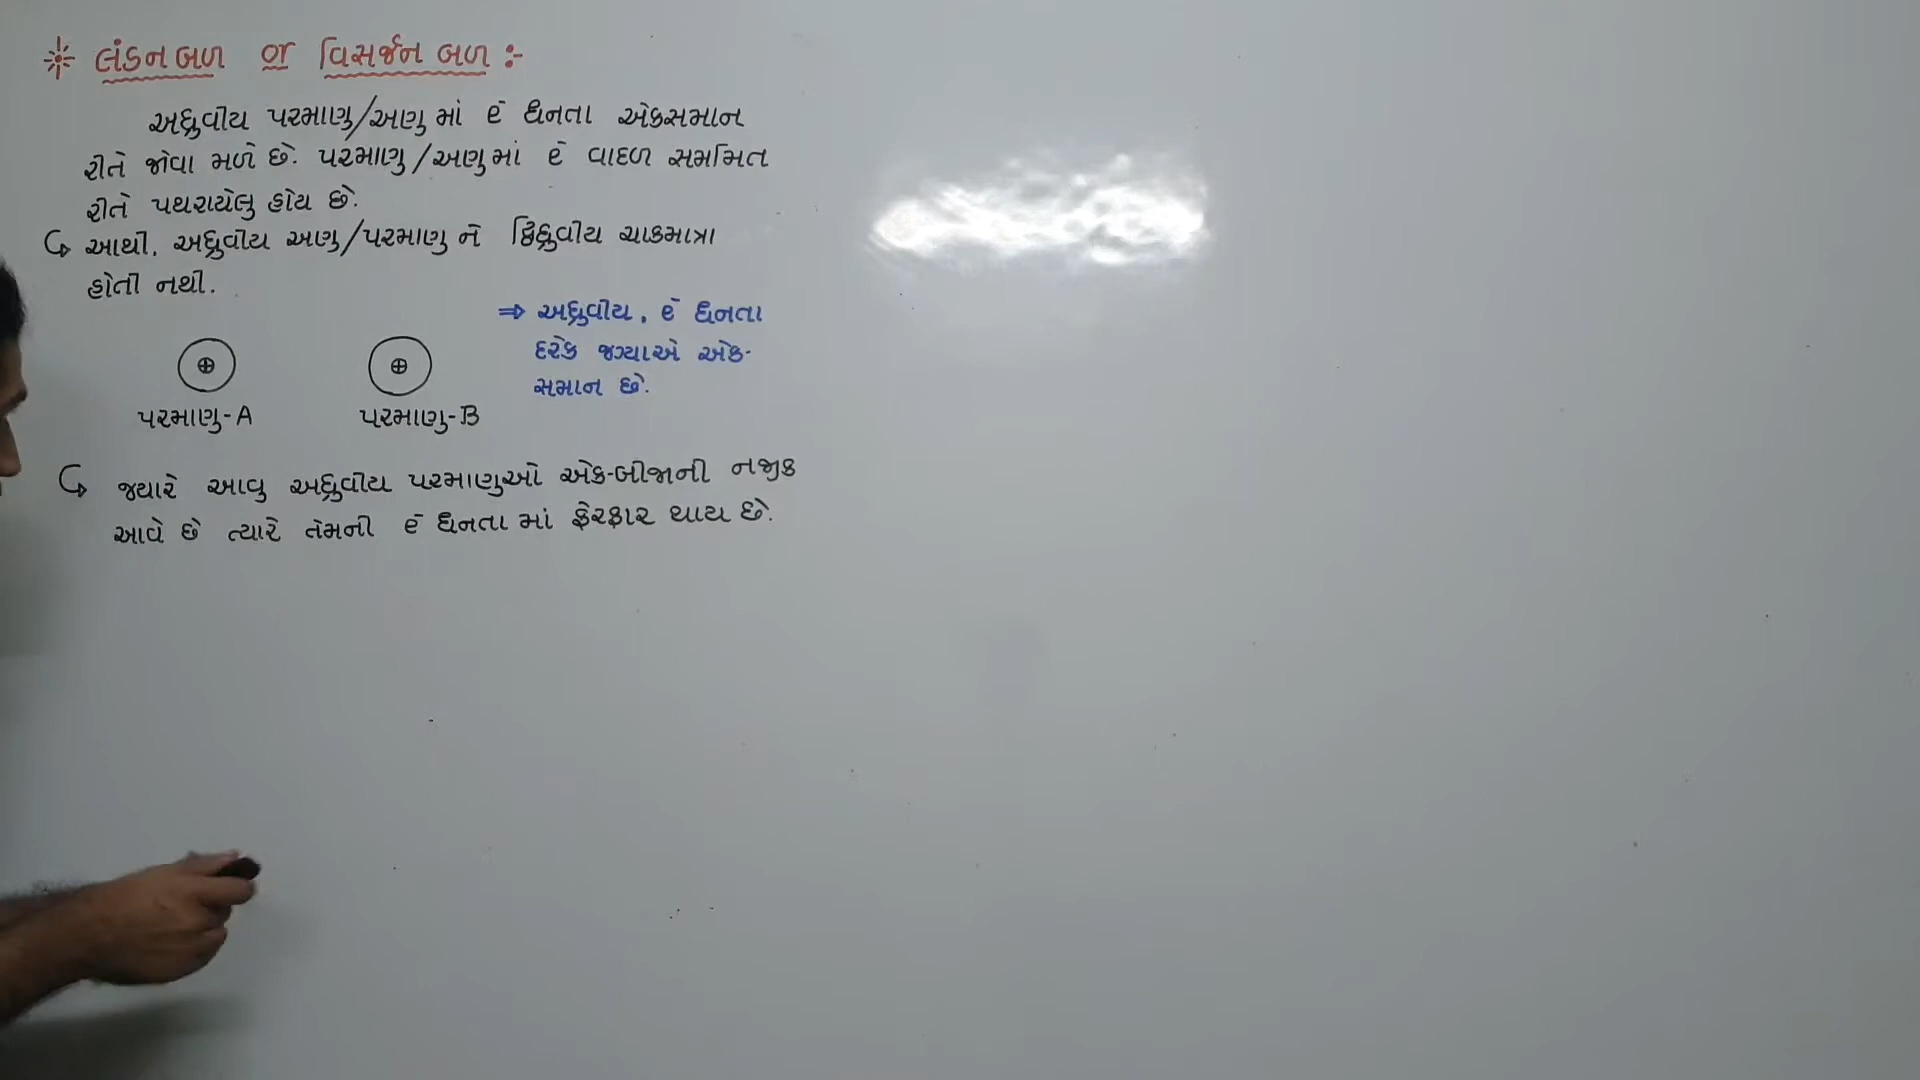 લંડન બળ or વિસર્જન બળ :-
અધ્રુવીય પરમાણુ/અણુ માં e⁻ ઘનતા એકસમાન
રીતે જોવા મળે છે. પરમાણુ/અણુમાં e⁻ વાદળ સમમિત
રીતે પથરાયેલુ હોય છે.
↳ આથી, અધ્રુવીય અણુ/પરમાણુ ને દ્વિધ્રુવીય ચાકમાત્રા
હોતી નથી.
⇒ અધ્રુવીય, e⁻ ઘનતા
દરેક જગ્યાએ એક-
સમાન છે.
⊕ ⊕
પરમાણુ-A પરમાણુ-B
↳ જ્યારે આવુ અધ્રુવીય પરમાણુઓ એક-બીજાની નજીક
આવે છે ત્યારે તેમની e⁻ ઘનતા માં ફેરફાર થાય છે.